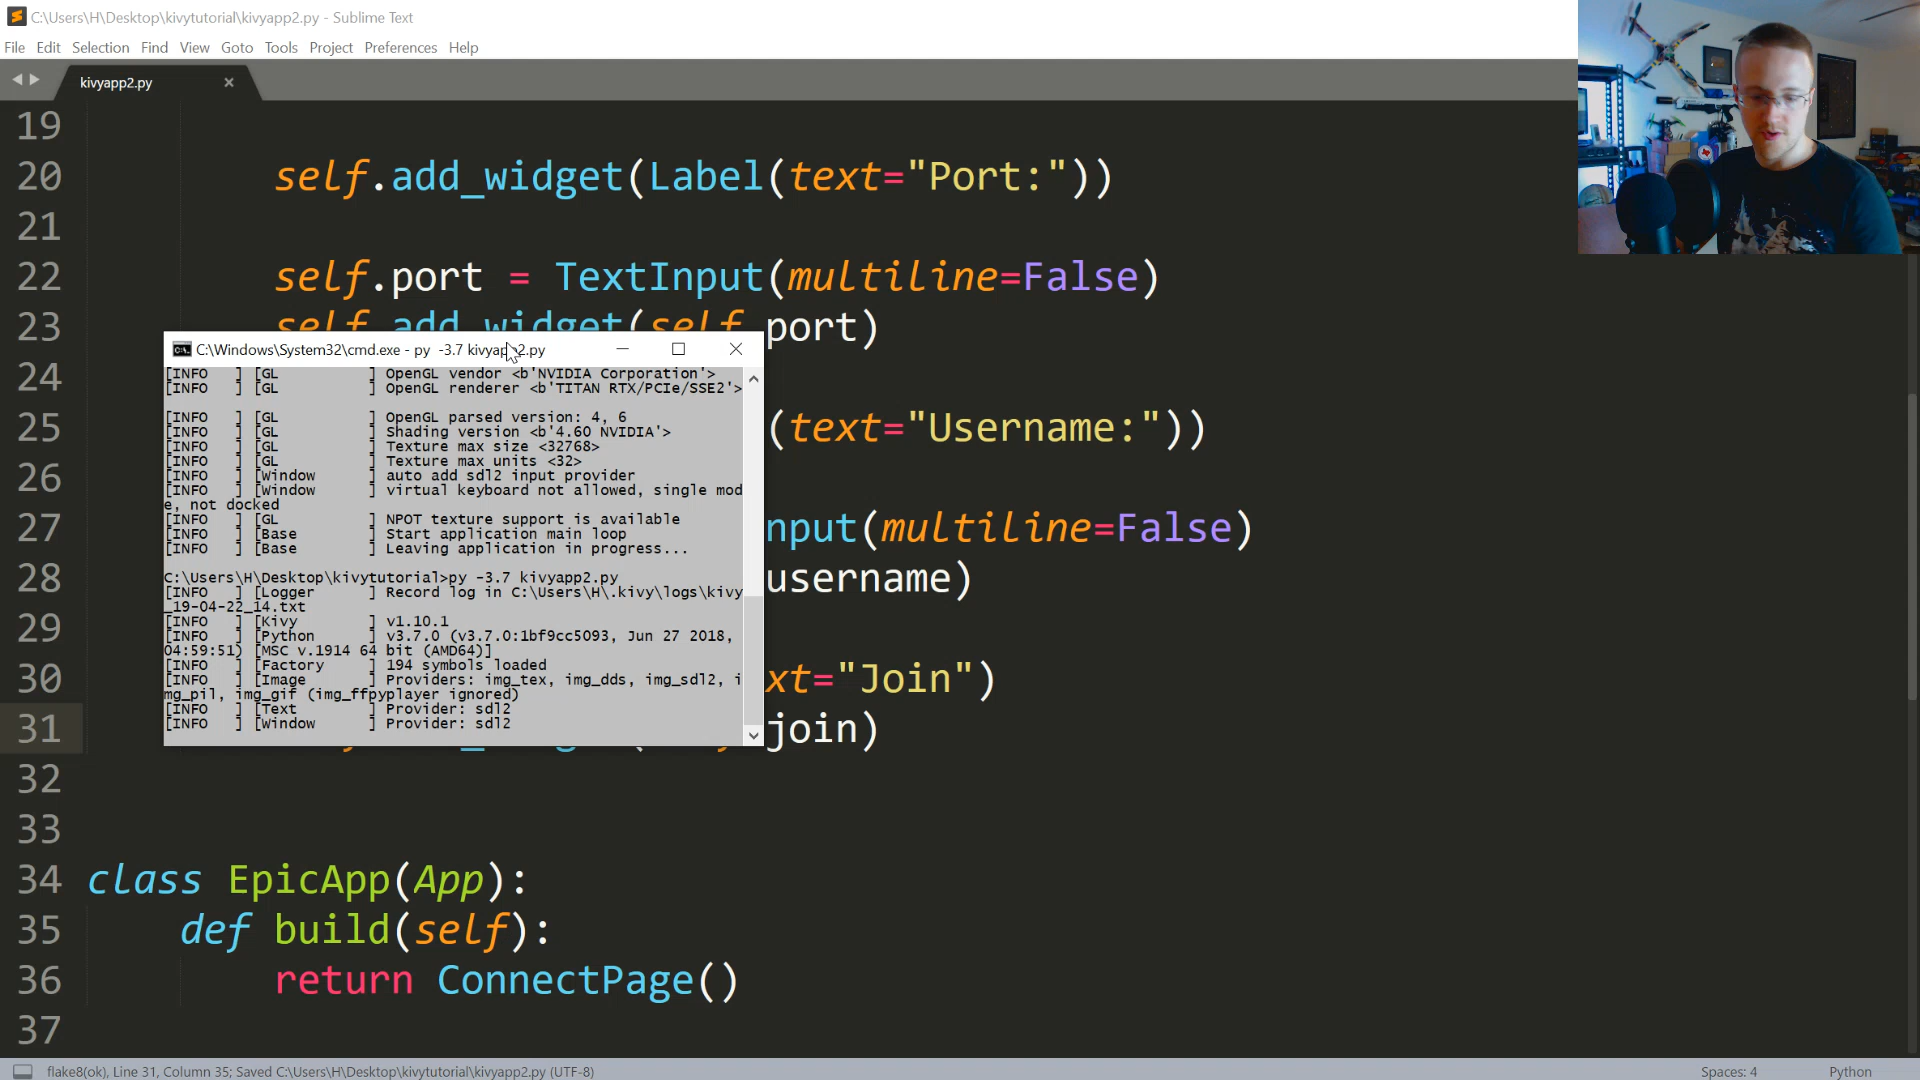 C:\Users\H\Desktop\kivytutorial\kivyapp2.py - Sublime Text
File Edit Selection Find View Goto Tools Project Preferences Help
kivyapp2.py
19
20 self.add_widget(Label(text="Port:"))
21
22 self.port = TextInput(multiline=False)
23 self.add_widget(self.port)
24
25 (text="Username:"))
26
27 nput(multiline=False)
28 username)
29
30 xt="Join")
31 join)
32
33
34 class EpicApp(App):
35 def build(self):
36 return ConnectPage()
37
C:\Windows\System32\cmd.exe - py -3.7 kivyapp2.py
[INFO ] [GL ] OpenGL vendor <b'NVIDIA Corporation'>
[INFO ] [GL ] OpenGL renderer <b'TITAN RTX/PCIe/SSE2'>
[INFO ] [GL ] OpenGL parsed version: 4, 6
[INFO ] [GL ] Shading version <b'4.60 NVIDIA'>
[INFO ] [GL ] Texture max size <32768>
[INFO ] [GL ] Texture max units <32>
[INFO ] [Window ] auto add sdl2 input provider
[INFO ] [Window ] virtual keyboard not allowed, single mod
e, not docked
[INFO ] [GL ] NPOT texture support is available
[INFO ] [Base ] Start application main loop
[INFO ] [Base ] Leaving application in progress...
C:\Users\H\Desktop\kivytutorial>py -3.7 kivyapp2.py
[INFO ] [Logger ] Record log in C:\Users\H\.kivy\logs\kivy
_19-04-22_14.txt
[INFO ] [Kivy ] v1.10.1
[INFO ] [Python ] v3.7.0 (v3.7.0:1bf9cc5093, Jun 27 2018,
04:59:51) [MSC v.1914 64 bit (AMD64)]
[INFO ] [Factory ] 194 symbols loaded
[INFO ] [Image ] Providers: img_tex, img_dds, img_sdl2, i
mg_pil, img_gif (img_ffpyplayer ignored)
[INFO ] [Text ] Provider: sdl2
[INFO ] [Window ] Provider: sdl2
flake8(ok), Line 31, Column 35; Saved C:\Users\H\Desktop\kivytutorial\kivyapp2.py (UTF-8)
Spaces: 4
Python